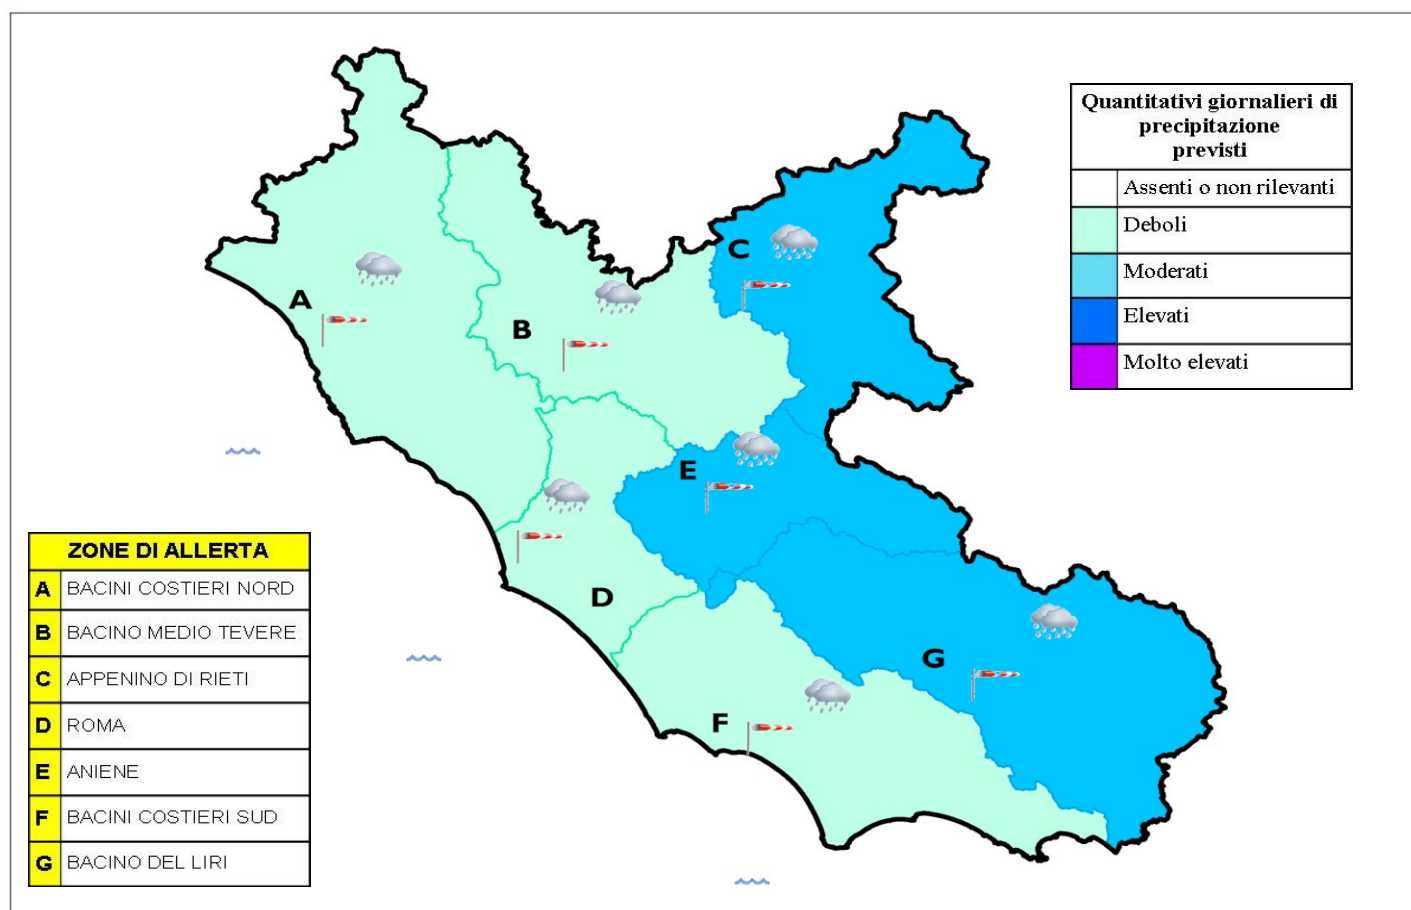 Quantitativi giornalieri di
precipitazione
previsti
Assenti o non rilevanti
Deboli
Moderati
Elevati
Molto elevati
C
A
B
E
D
G
F
ZONE DI ALLERTA
A BACINI COSTIERI NORD
B BACINO MEDIO TEVERE
C APPENINO DI RIETI
D ROMA
E ANIENE
F BACINI COSTIERI SUD
G BACINO DEL LIRI